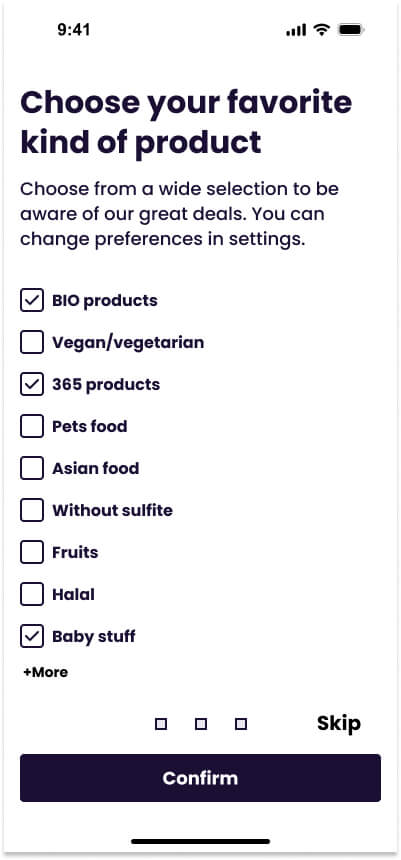 9:41
Choose your favorite
kind of product
Choose from a wide selection to be
aware of our great deals. You can
change preferences in settings.
BIO products
Vegan/vegetarian
365 products
Pets food
Asian food
Without sulfite
Fruits
Halal
Baby stuff
+More
Skip
Confirm